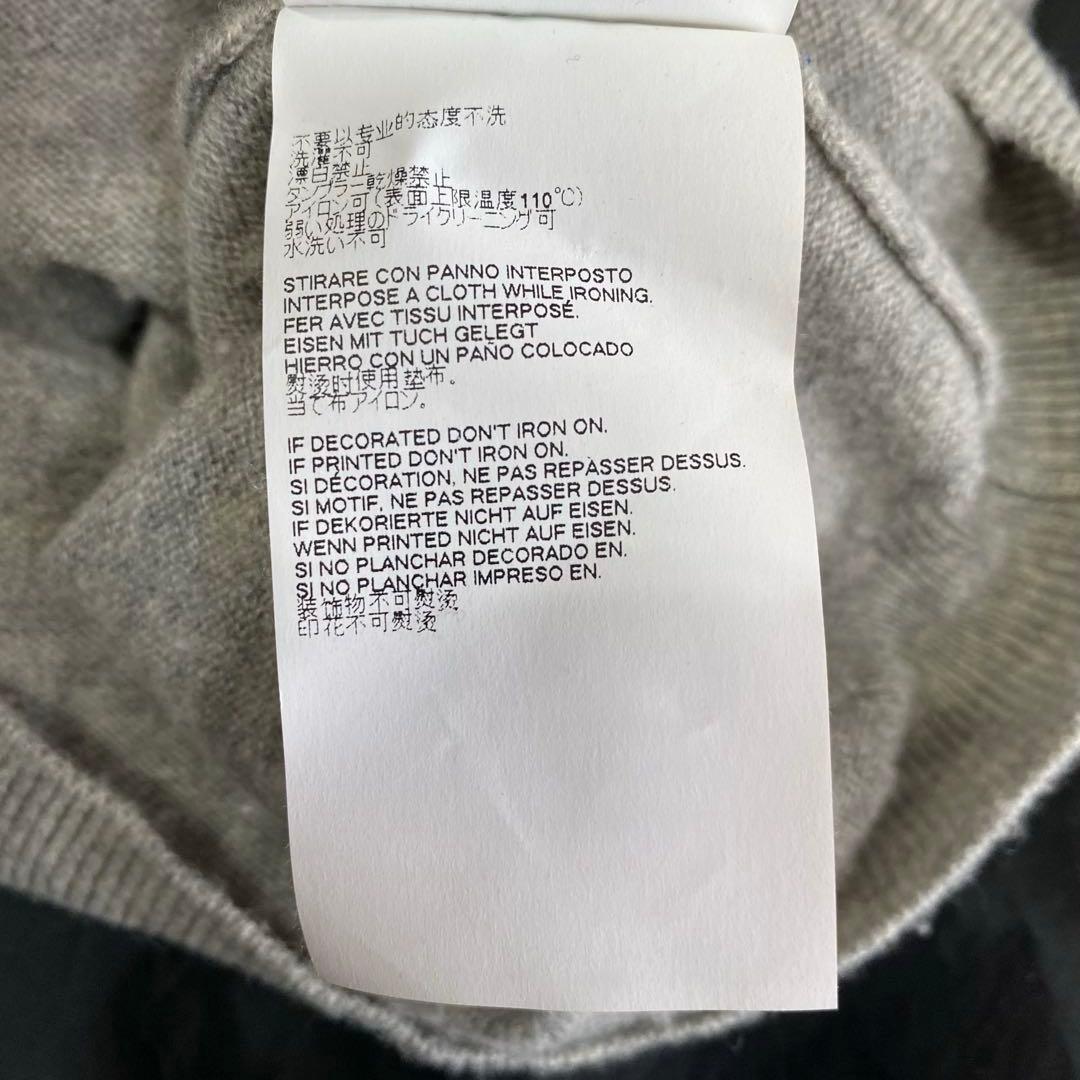 不要以专业的态度不洗
洗濯不可
漂白禁止
タンブラー乾燥禁止
アイロン可(表面上限温度110℃)
弱い処理のドライクリーニング可
水洗い不可
STIRARE CON PANNO INTERPOSTO
INTERPOSE A CLOTH WHILE IRONING.
FER AVEC TISSU INTERPOSÉ.
EISEN MIT TUCH GELEGT
HIERRO CON UN PAÑO COLOCADO
熨烫时使用垫布。
当て布アイロン。
IF DECORATED DON'T IRON ON.
IF PRINTED DON'T IRON ON.
SI DÉCORATION, NE PAS REPASSER DESSUS.
SI MOTIF, NE PAS REPASSER DESSUS.
IF DEKORIERTE NICHT AUF EISEN.
WENN PRINTED NICHT AUF EISEN.
SI NO PLANCHAR DECORADO EN.
SI NO PLANCHAR IMPRESO EN.
装饰物不可熨烫
印花不可熨烫